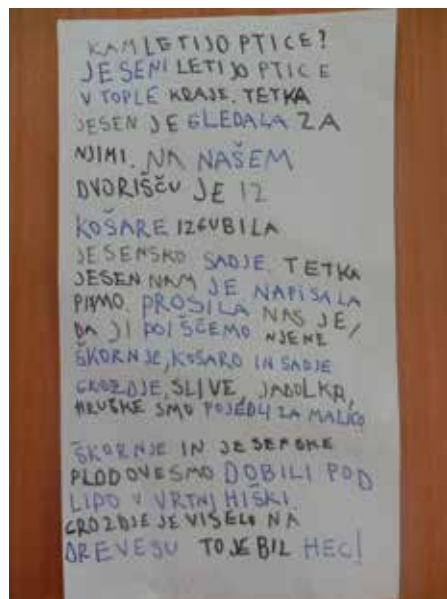 KAM LETIJO PTICE?
JESENI LETIJO PTICE
V TOPLE KRAJE. TETKA
JESEN JE GLEDALA ZA
NJIMI. NA NAŠEM
DVORIŠČU JE IZ
KOŠARE IZGUBILA
JESENSKO SADJE. TETKA
JESEN NAM JE NAPISALA
PISMO. PROSILA NAS JE,
DA JI POIŠČEMO NJENE
ŠKORNJE, KOŠARO IN SADJE
GROZDJE, SLIVE, JABOLKA,
HRUŠKE SMO POJEDLI ZA MALICO
ŠKORNJE IN JESENSKE
PLODOVE SMO DOBILI POD
LIPO V VRTNI HIŠKI
GROZDJE JE VISELO NA
DREVESU TO JE BIL HEC!